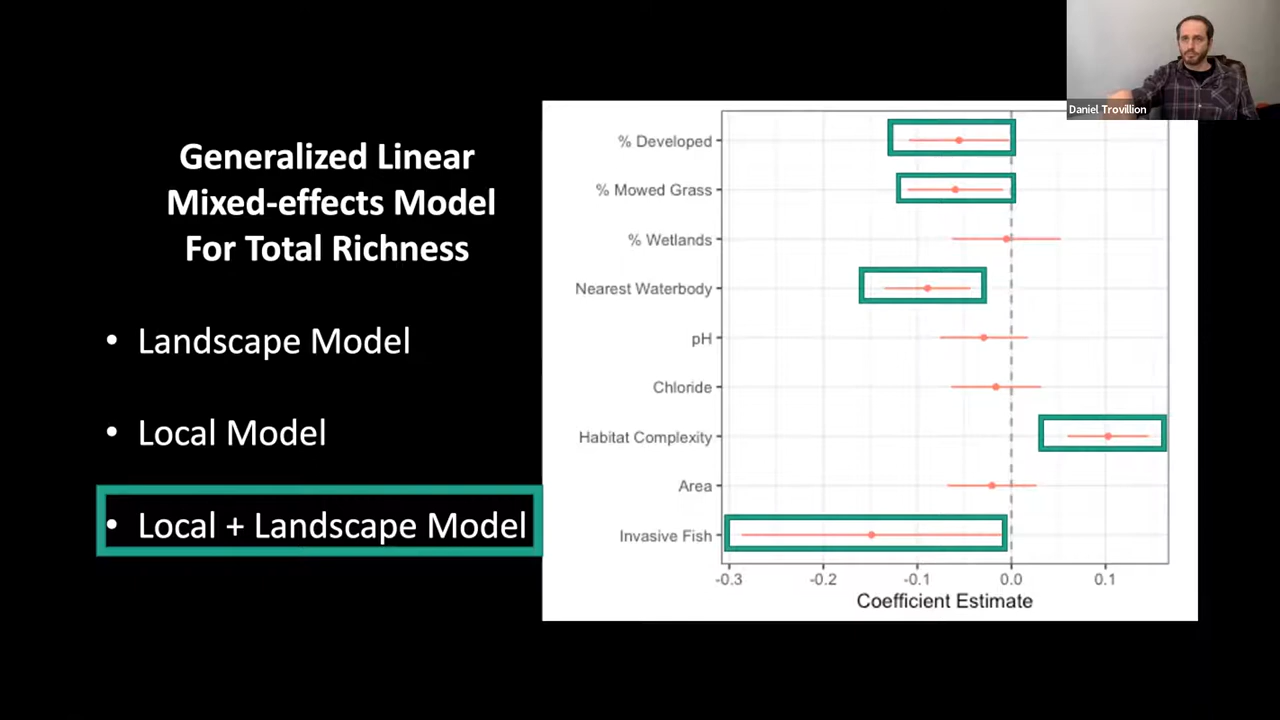 Daniel Trovillion
Generalized Linear
Mixed-effects Model
For Total Richness
• Landscape Model
• Local Model
• Local + Landscape Model
% Developed
% Mowed Grass
% Wetlands
Nearest Waterbody
pH
Chloride
Habitat Complexity
Area
Invasive Fish
-0.3 -0.2 -0.1 0.0 0.1
Coefficient Estimate